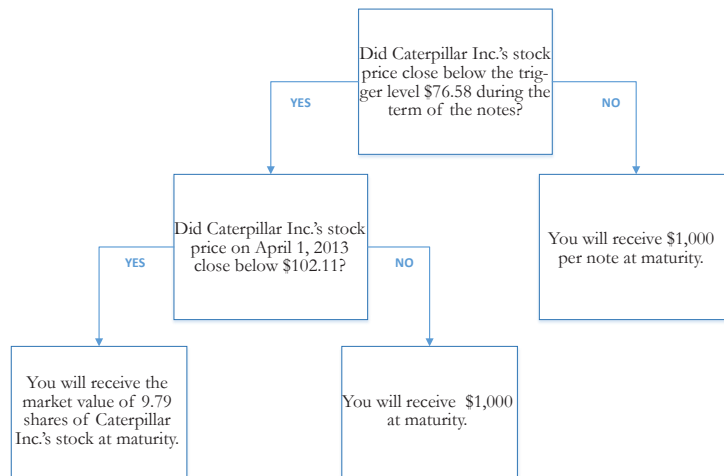 Did Caterpillar Inc.'s stock
price close below the trig-
ger level $76.58 during the
term of the notes?
YES
NO
Did Caterpillar Inc.'s stock
price on April 1, 2013
close below $102.11?
You will receive $1,000
per note at maturity.
YES
NO
You will receive the
market value of 9.79
shares of Caterpillar
Inc.'s stock at maturity.
You will receive $1,000
at maturity.